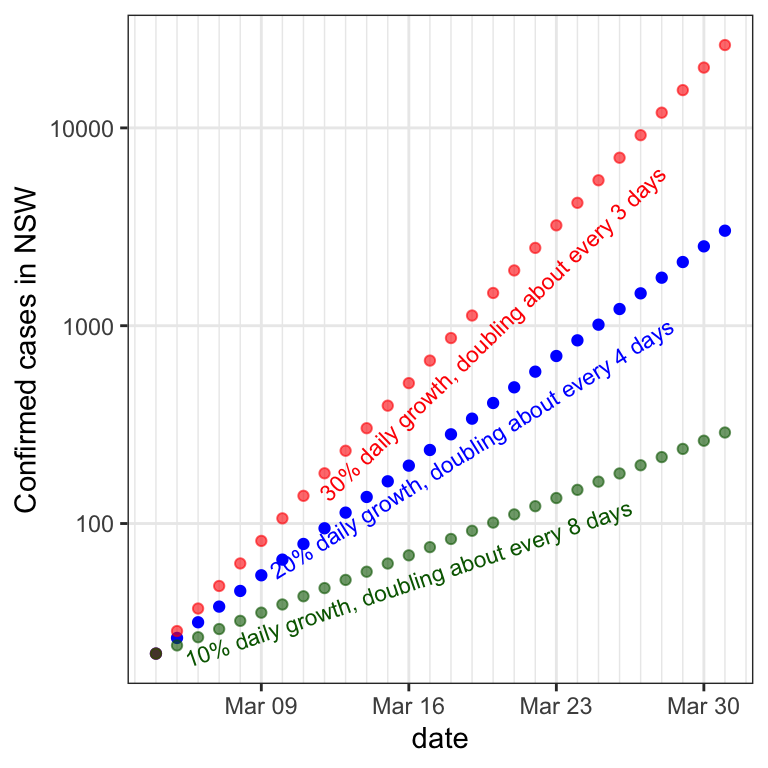 Confirmed cases in NSW
10000
1000
100
30% daily growth, doubling about every 3 days
20% daily growth, doubling about every 4 days
10% daily growth, doubling about every 8 days
Mar 09 Mar 16 Mar 23 Mar 30
date